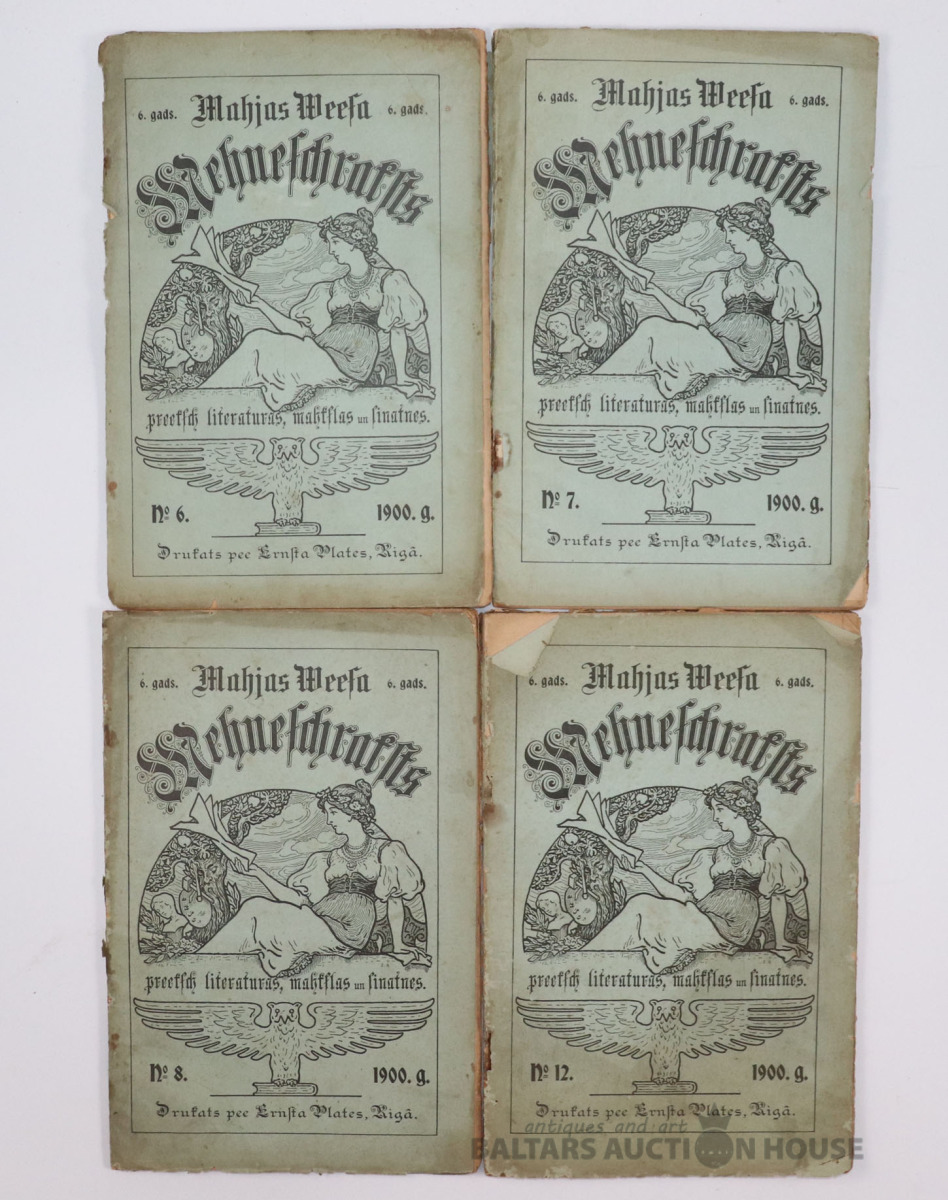 6. gads. Mahjas Weeſa 6. gads.
Mehneſchrakſts
preekſch literaturas, mahkſlas un ſinatnes.
№ 6. 1900. g.
Drukats pee Ernſta Plates, Rigā.
6. gads. Mahjas Weeſa 6. gads.
Mehneſchrakſts
preekſch literaturas, mahkſlas un ſinatnes.
№ 7. 1900. g.
Drukats pee Ernſta Plates, Rigā.
6. gads. Mahjas Weeſa 6. gads.
Mehneſchrakſts
preekſch literaturas, mahkſlas un ſinatnes.
№ 8. 1900. g.
Drukats pee Ernſta Plates, Rigā.
6. gads. Mahjas Weeſa 6. gads.
Mehneſchrakſts
preekſch literaturas, mahkſlas un ſinatnes.
№ 12. 1900. g.
Drukats pee Ernſta Plates, Rigā.
antiques and art
BALTARS AUCTION HOUSE